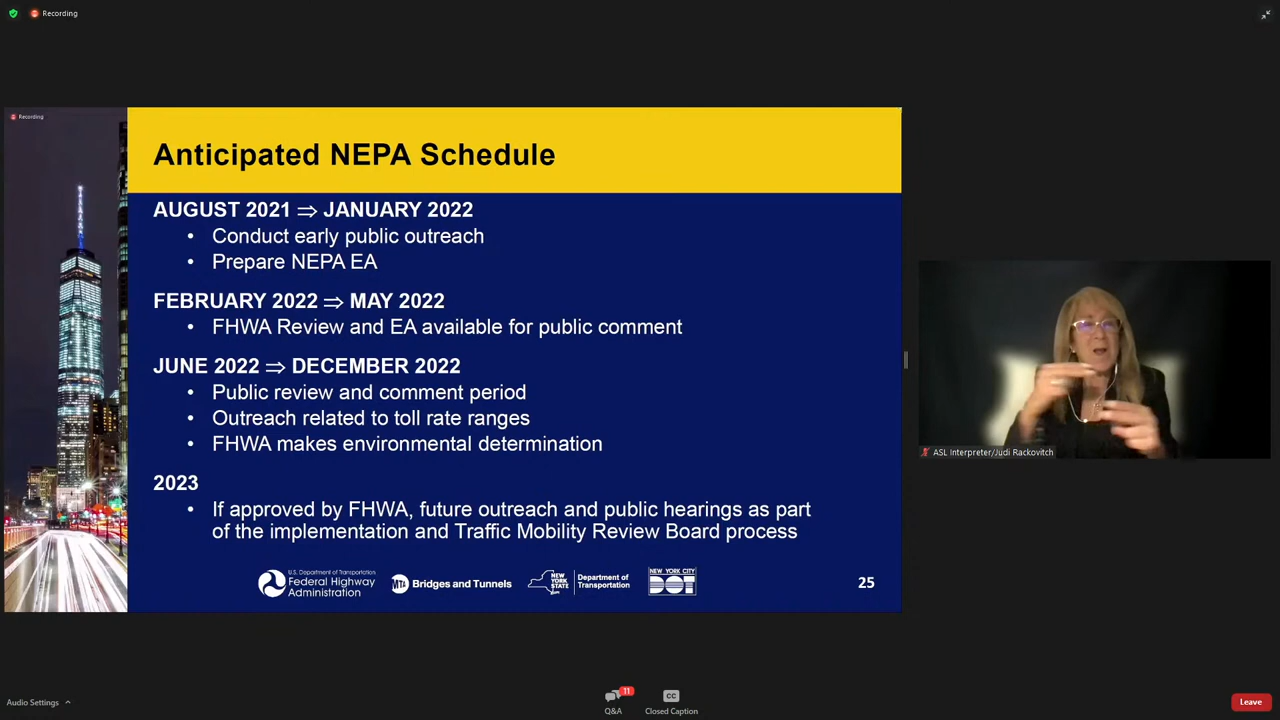 Recording
Recording
Anticipated NEPA Schedule
AUGUST 2021 ⇒ JANUARY 2022
• Conduct early public outreach
• Prepare NEPA EA
FEBRUARY 2022 ⇒ MAY 2022
• FHWA Review and EA available for public comment
JUNE 2022 ⇒ DECEMBER 2022
• Public review and comment period
• Outreach related to toll rate ranges
• FHWA makes environmental determination
2023
• If approved by FHWA, future outreach and public hearings as part
of the implementation and Traffic Mobility Review Board process
U.S. Department of Transportation
Federal Highway
Administration
MTA Bridges and Tunnels
NEW YORK STATE
Department of
Transportation
NEW YORK CITY
DOT
25
ASL Interpreter/Judi Rackovitch
Audio Settings
11
Q&A
CC
Closed Caption
Leave